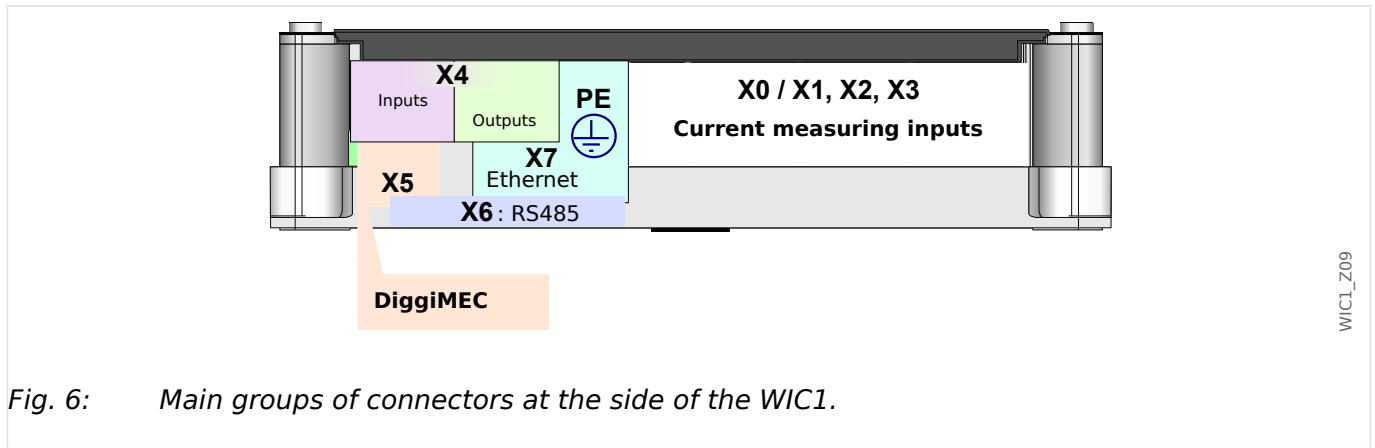 X4
Inputs
Outputs
PE
X0 / X1, X2, X3
Current measuring inputs
X7
Ethernet
X5
X6 : RS485
DiggiMEC
WIC1_Z09
Fig. 6: Main groups of connectors at the side of the WIC1.